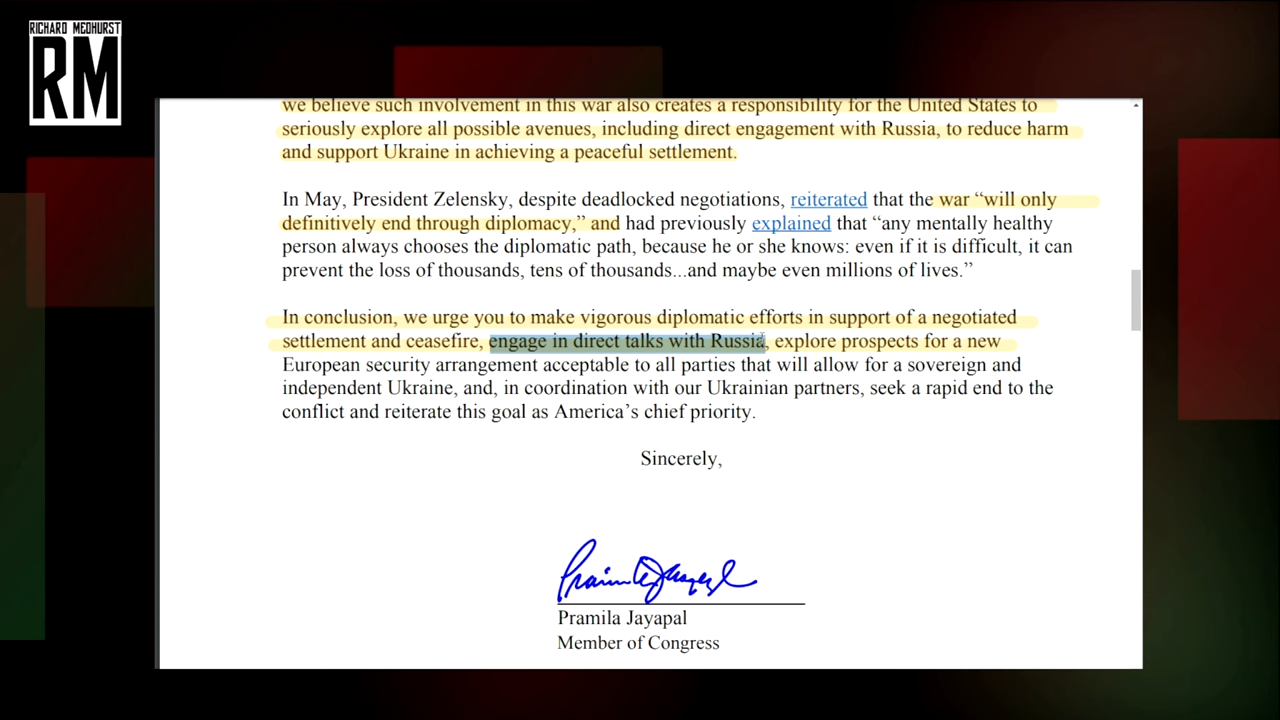 RICHARD MEDHURST
RM
we believe such involvement in this war also creates a responsibility for the United States to
seriously explore all possible avenues, including direct engagement with Russia, to reduce harm
and support Ukraine in achieving a peaceful settlement.
In May, President Zelensky, despite deadlocked negotiations, reiterated that the war “will only
definitively end through diplomacy,” and had previously explained that “any mentally healthy
person always chooses the diplomatic path, because he or she knows: even if it is difficult, it can
prevent the loss of thousands, tens of thousands...and maybe even millions of lives.”
In conclusion, we urge you to make vigorous diplomatic efforts in support of a negotiated
settlement and ceasefire, engage in direct talks with Russia, explore prospects for a new
European security arrangement acceptable to all parties that will allow for a sovereign and
independent Ukraine, and, in coordination with our Ukrainian partners, seek a rapid end to the
conflict and reiterate this goal as America’s chief priority.
Sincerely,
Pramila Jayapal
Member of Congress